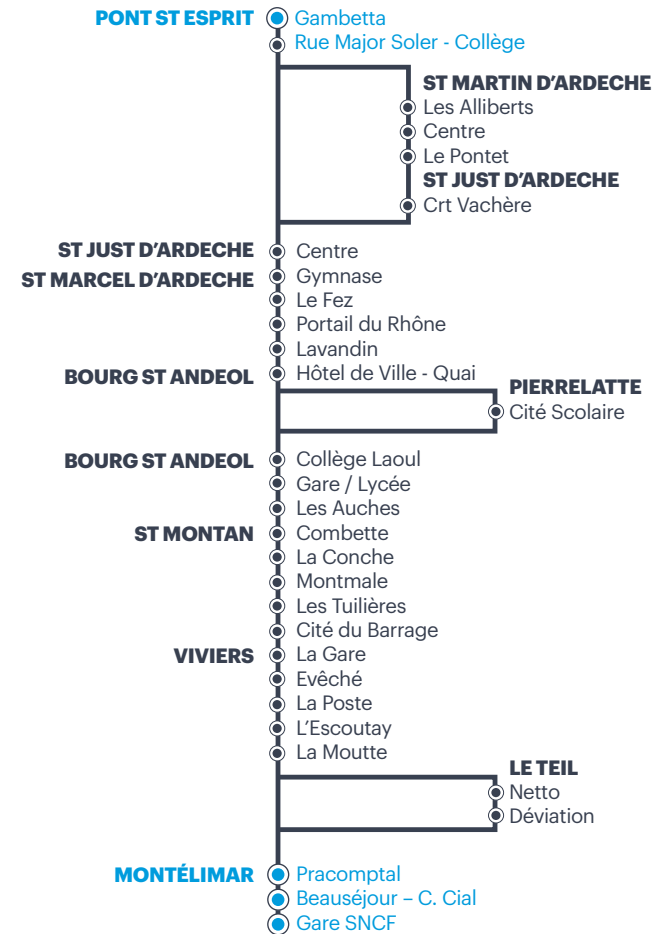 PONT ST ESPRIT Gambetta
Rue Major Soler - Collège
ST MARTIN D'ARDECHE
Les Alliberts
Centre
Le Pontet
ST JUST D'ARDECHE
Crt Vachère
ST JUST D'ARDECHE Centre
ST MARCEL D'ARDECHE Gymnase
Le Fez
Portail du Rhône
Lavandin
BOURG ST ANDEOL Hôtel de Ville - Quai
PIERRELATTE
Cité Scolaire
BOURG ST ANDEOL Collège Laoul
Gare / Lycée
Les Auches
ST MONTAN Combette
La Conche
Montmale
Les Tuilières
Cité du Barrage
VIVIERS La Gare
Evêché
La Poste
L'Escoutay
La Moutte
LE TEIL
Netto
Déviation
MONTÉLIMAR Pracomptal
Beauséjour – C. Cial
Gare SNCF